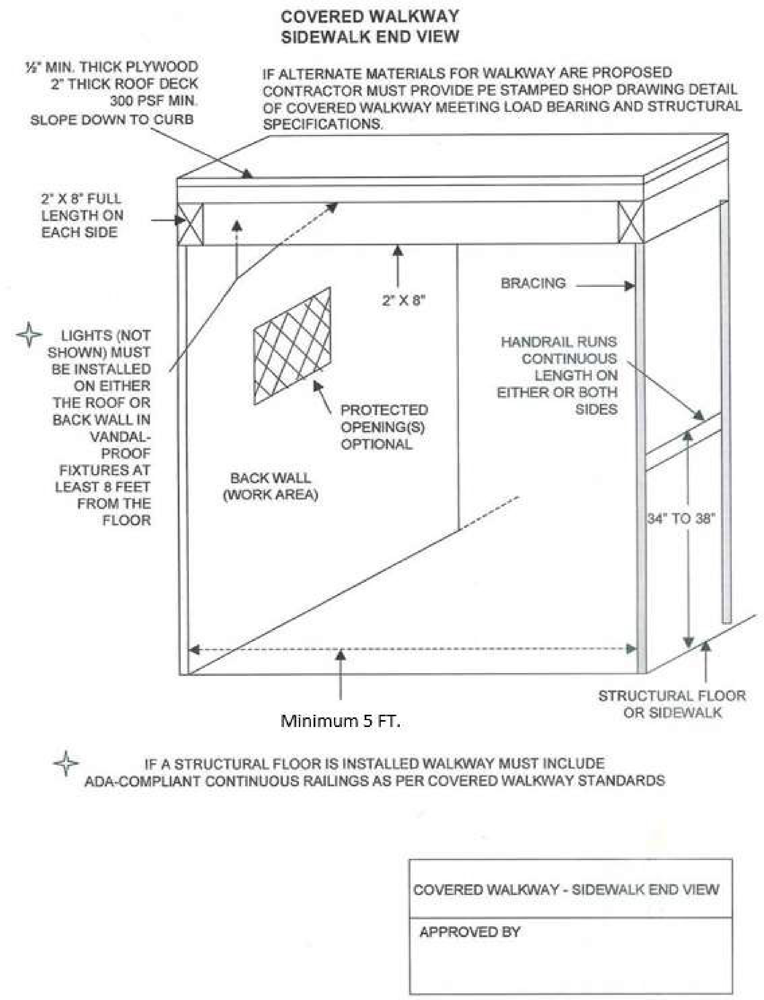 COVERED WALKWAY
SIDEWALK END VIEW
½" MIN. THICK PLYWOOD
2" THICK ROOF DECK
300 PSF MIN.
SLOPE DOWN TO CURB
IF ALTERNATE MATERIALS FOR WALKWAY ARE PROPOSED
CONTRACTOR MUST PROVIDE PE STAMPED SHOP DRAWING DETAIL
OF COVERED WALKWAY MEETING LOAD BEARING AND STRUCTURAL
SPECIFICATIONS.
2" X 8" FULL
LENGTH ON
EACH SIDE
2" X 8"
BRACING
LIGHTS (NOT
SHOWN) MUST
BE INSTALLED
ON EITHER
THE ROOF OR
BACK WALL IN
VANDAL-
PROOF
FIXTURES AT
LEAST 8 FEET
FROM THE
FLOOR
HANDRAIL RUNS
CONTINUOUS
LENGTH ON
EITHER OR BOTH
SIDES
PROTECTED
OPENING(S)
OPTIONAL
BACK WALL
(WORK AREA)
34" TO 38"
STRUCTURAL FLOOR
OR SIDEWALK
Minimum 5 FT.
IF A STRUCTURAL FLOOR IS INSTALLED WALKWAY MUST INCLUDE
ADA-COMPLIANT CONTINUOUS RAILINGS AS PER COVERED WALKWAY STANDARDS
COVERED WALKWAY - SIDEWALK END VIEW
APPROVED BY